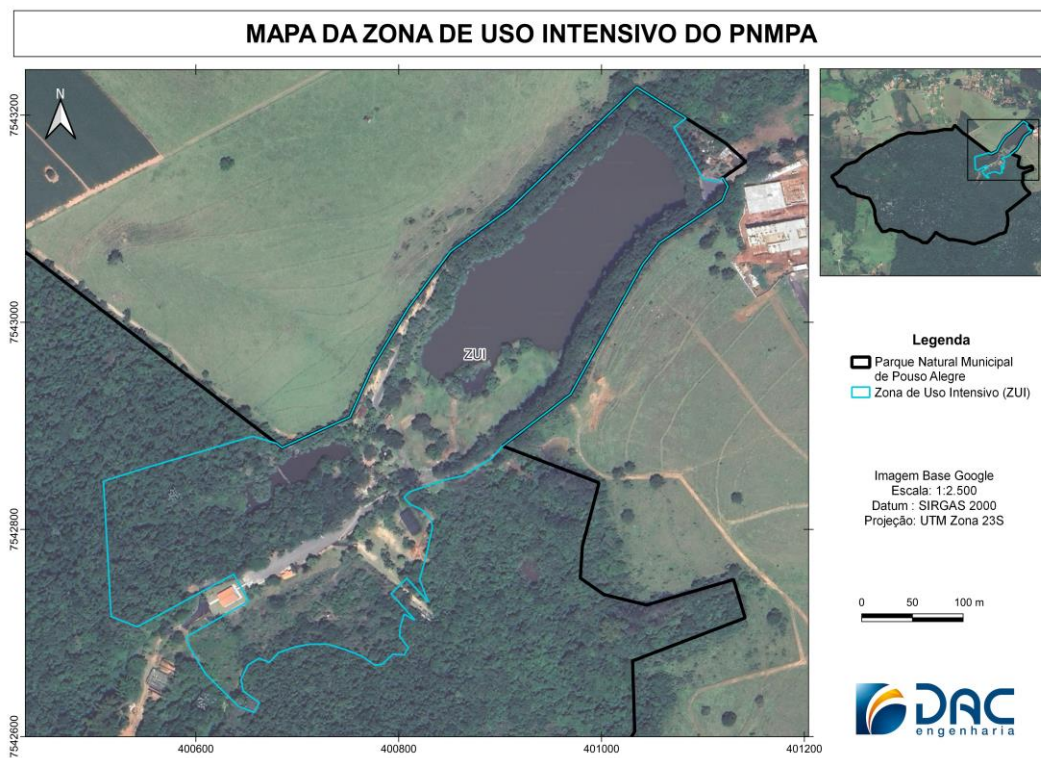 MAPA DA ZONA DE USO INTENSIVO DO PNMPA
N
7543200
7543000
7542800
7542600
ZUI
400600
400800
401000
401200
Legenda
Parque Natural Municipal
de Pouso Alegre
Zona de Uso Intensivo (ZUI)
Imagem Base Google
Escala: 1:2.500
Datum : SIRGAS 2000
Projeção: UTM Zona 23S
0 50 100 m
DAC
engenharia